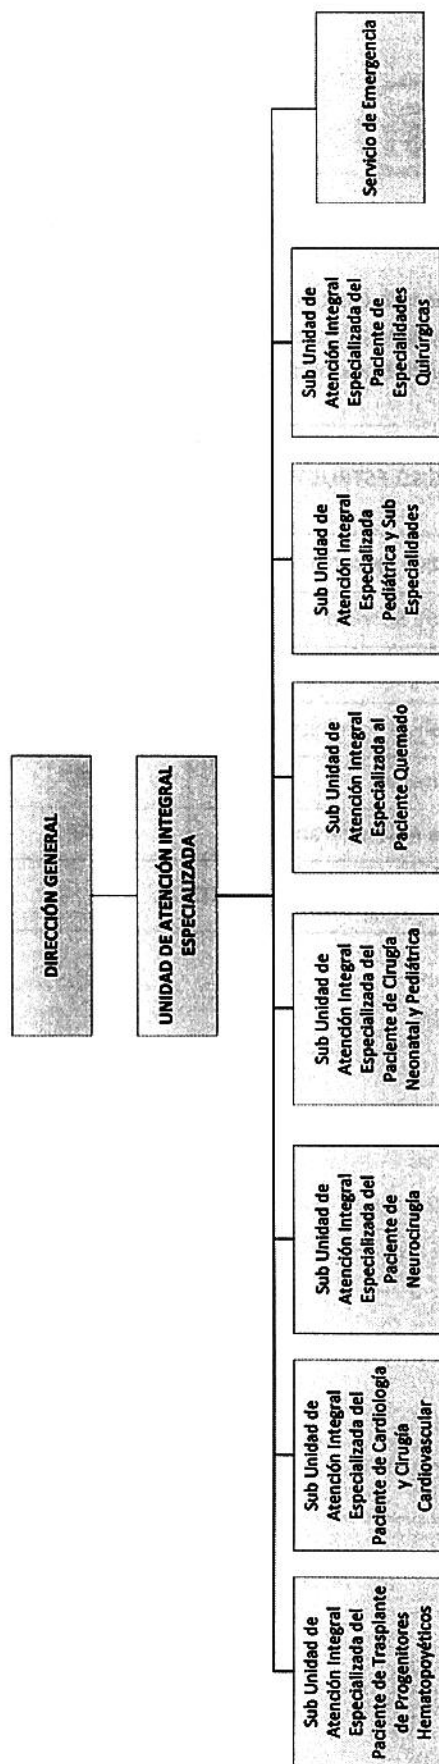 DIRECCIÓN GENERAL
UNIDAD DE ATENCIÓN INTEGRAL
ESPECIALIZADA
Sub Unidad de
Atención Integral
Especializada del
Paciente de Trasplante
de Progenitores
Hematopoyéticos
Sub Unidad de
Atención Integral
Especializada del
Paciente de Cardiología
y Cirugía
Cardiovascular
Sub Unidad de
Atención Integral
Especializada del
Paciente de
Neurocirugía
Sub Unidad de
Atención Integral
Especializada del
Paciente de Cirugía
Neonatal y Pediátrica
Sub Unidad de
Atención Integral
Especializada al
Paciente Quemado
Sub Unidad de
Atención Integral
Especializada
Pediátrica y Sub
Especialidades
Sub Unidad de
Atención Integral
Especializada del
Paciente de
Especialidades
Quirúrgicas
Servicio de Emergencia